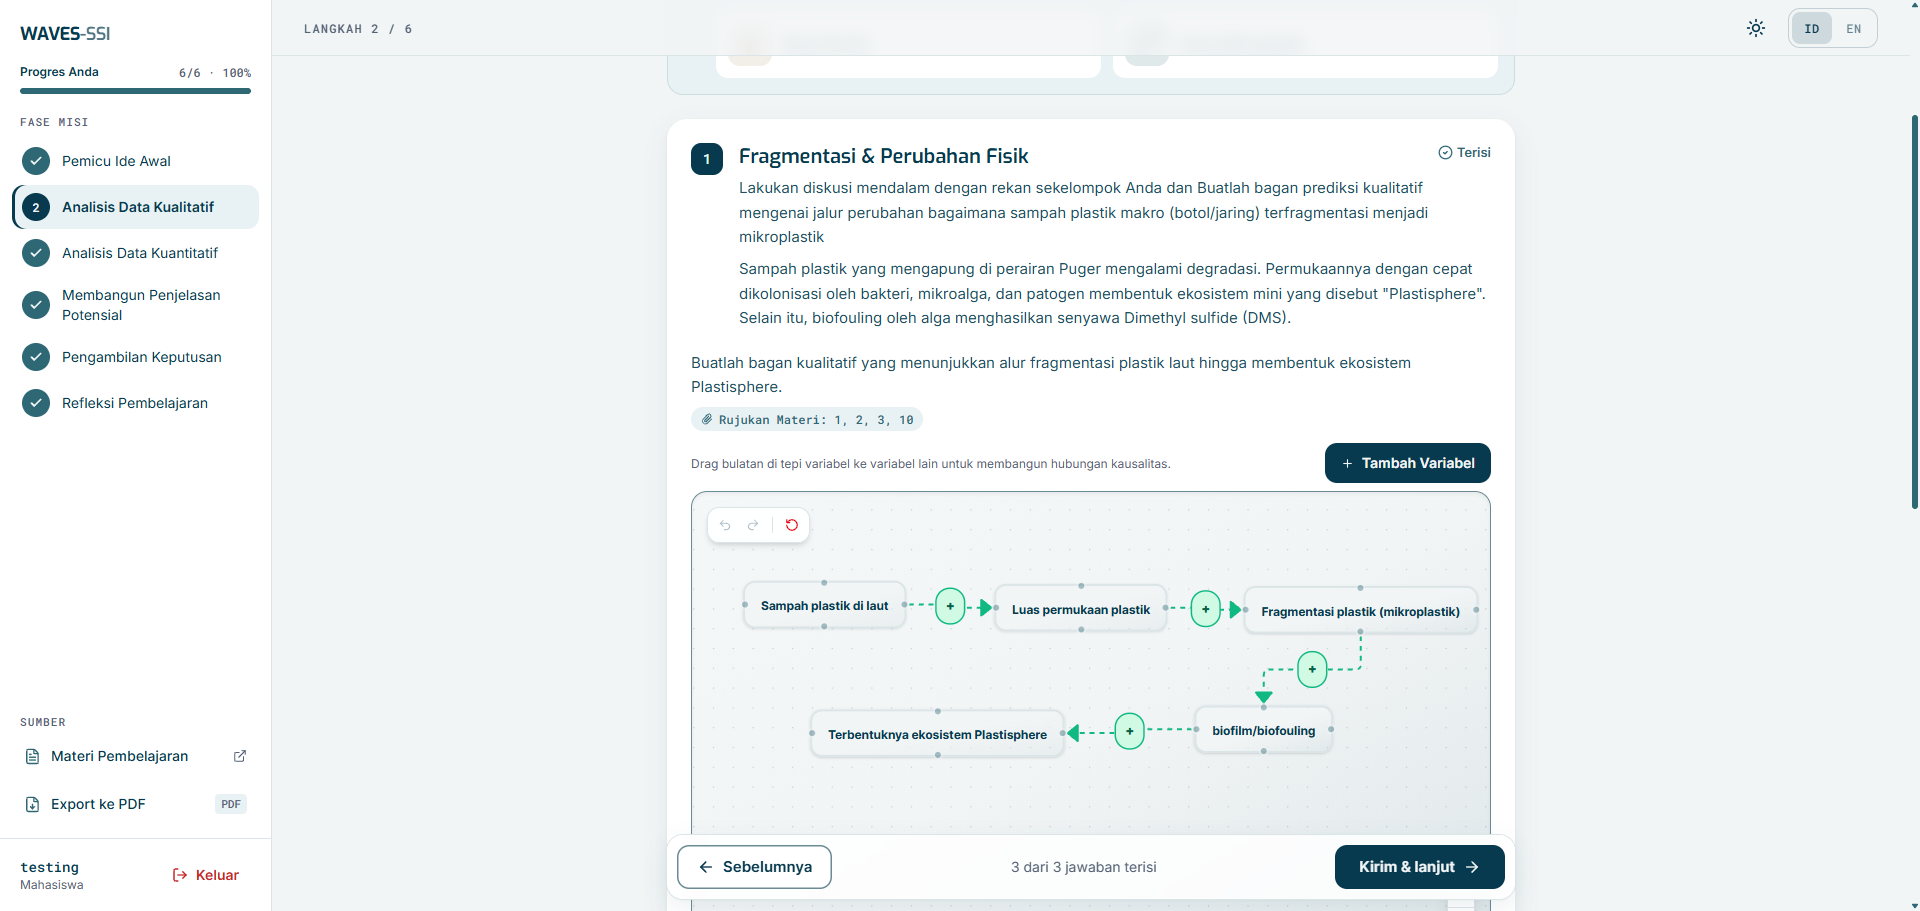 WAVES-SSI
Progres Anda
6/6 · 100%
FASE MISI
Pemicu Ide Awal
2
Analisis Data Kualitatif
Analisis Data Kuantitatif
Membangun Penjelasan
Potensial
Pengambilan Keputusan
Refleksi Pembelajaran
SUMBER
Materi Pembelajaran
Export ke PDF
PDF
testing
Mahasiswa
Keluar
LANGKAH 2 / 6
ID
EN
1
Fragmentasi & Perubahan Fisik
Terisi
Lakukan diskusi mendalam dengan rekan sekelompok Anda dan Buatlah bagan prediksi kualitatif
mengenai jalur perubahan bagaimana sampah plastik makro (botol/jaring) terfragmentasi menjadi
mikroplastik
Sampah plastik yang mengapung di perairan Puger mengalami degradasi. Permukaannya dengan cepat
dikolonisasi oleh bakteri, mikroalga, dan patogen membentuk ekosistem mini yang disebut "Plastisphere".
Selain itu, biofouling oleh alga menghasilkan senyawa Dimethyl sulfide (DMS).
Buatlah bagan kualitatif yang menunjukkan alur fragmentasi plastik laut hingga membentuk ekosistem
Plastisphere.
Rujukan Materi: 1, 2, 3, 10
Drag bulatan di tepi variabel ke variabel lain untuk membangun hubungan kausalitas.
+ Tambah Variabel
Sampah plastik di laut
+
Luas permukaan plastik
+
Fragmentasi plastik (mikroplastik)
+
biofilm/biofouling
+
Terbentuknya ekosistem Plastisphere
Sebelumnya
3 dari 3 jawaban terisi
Kirim & lanjut